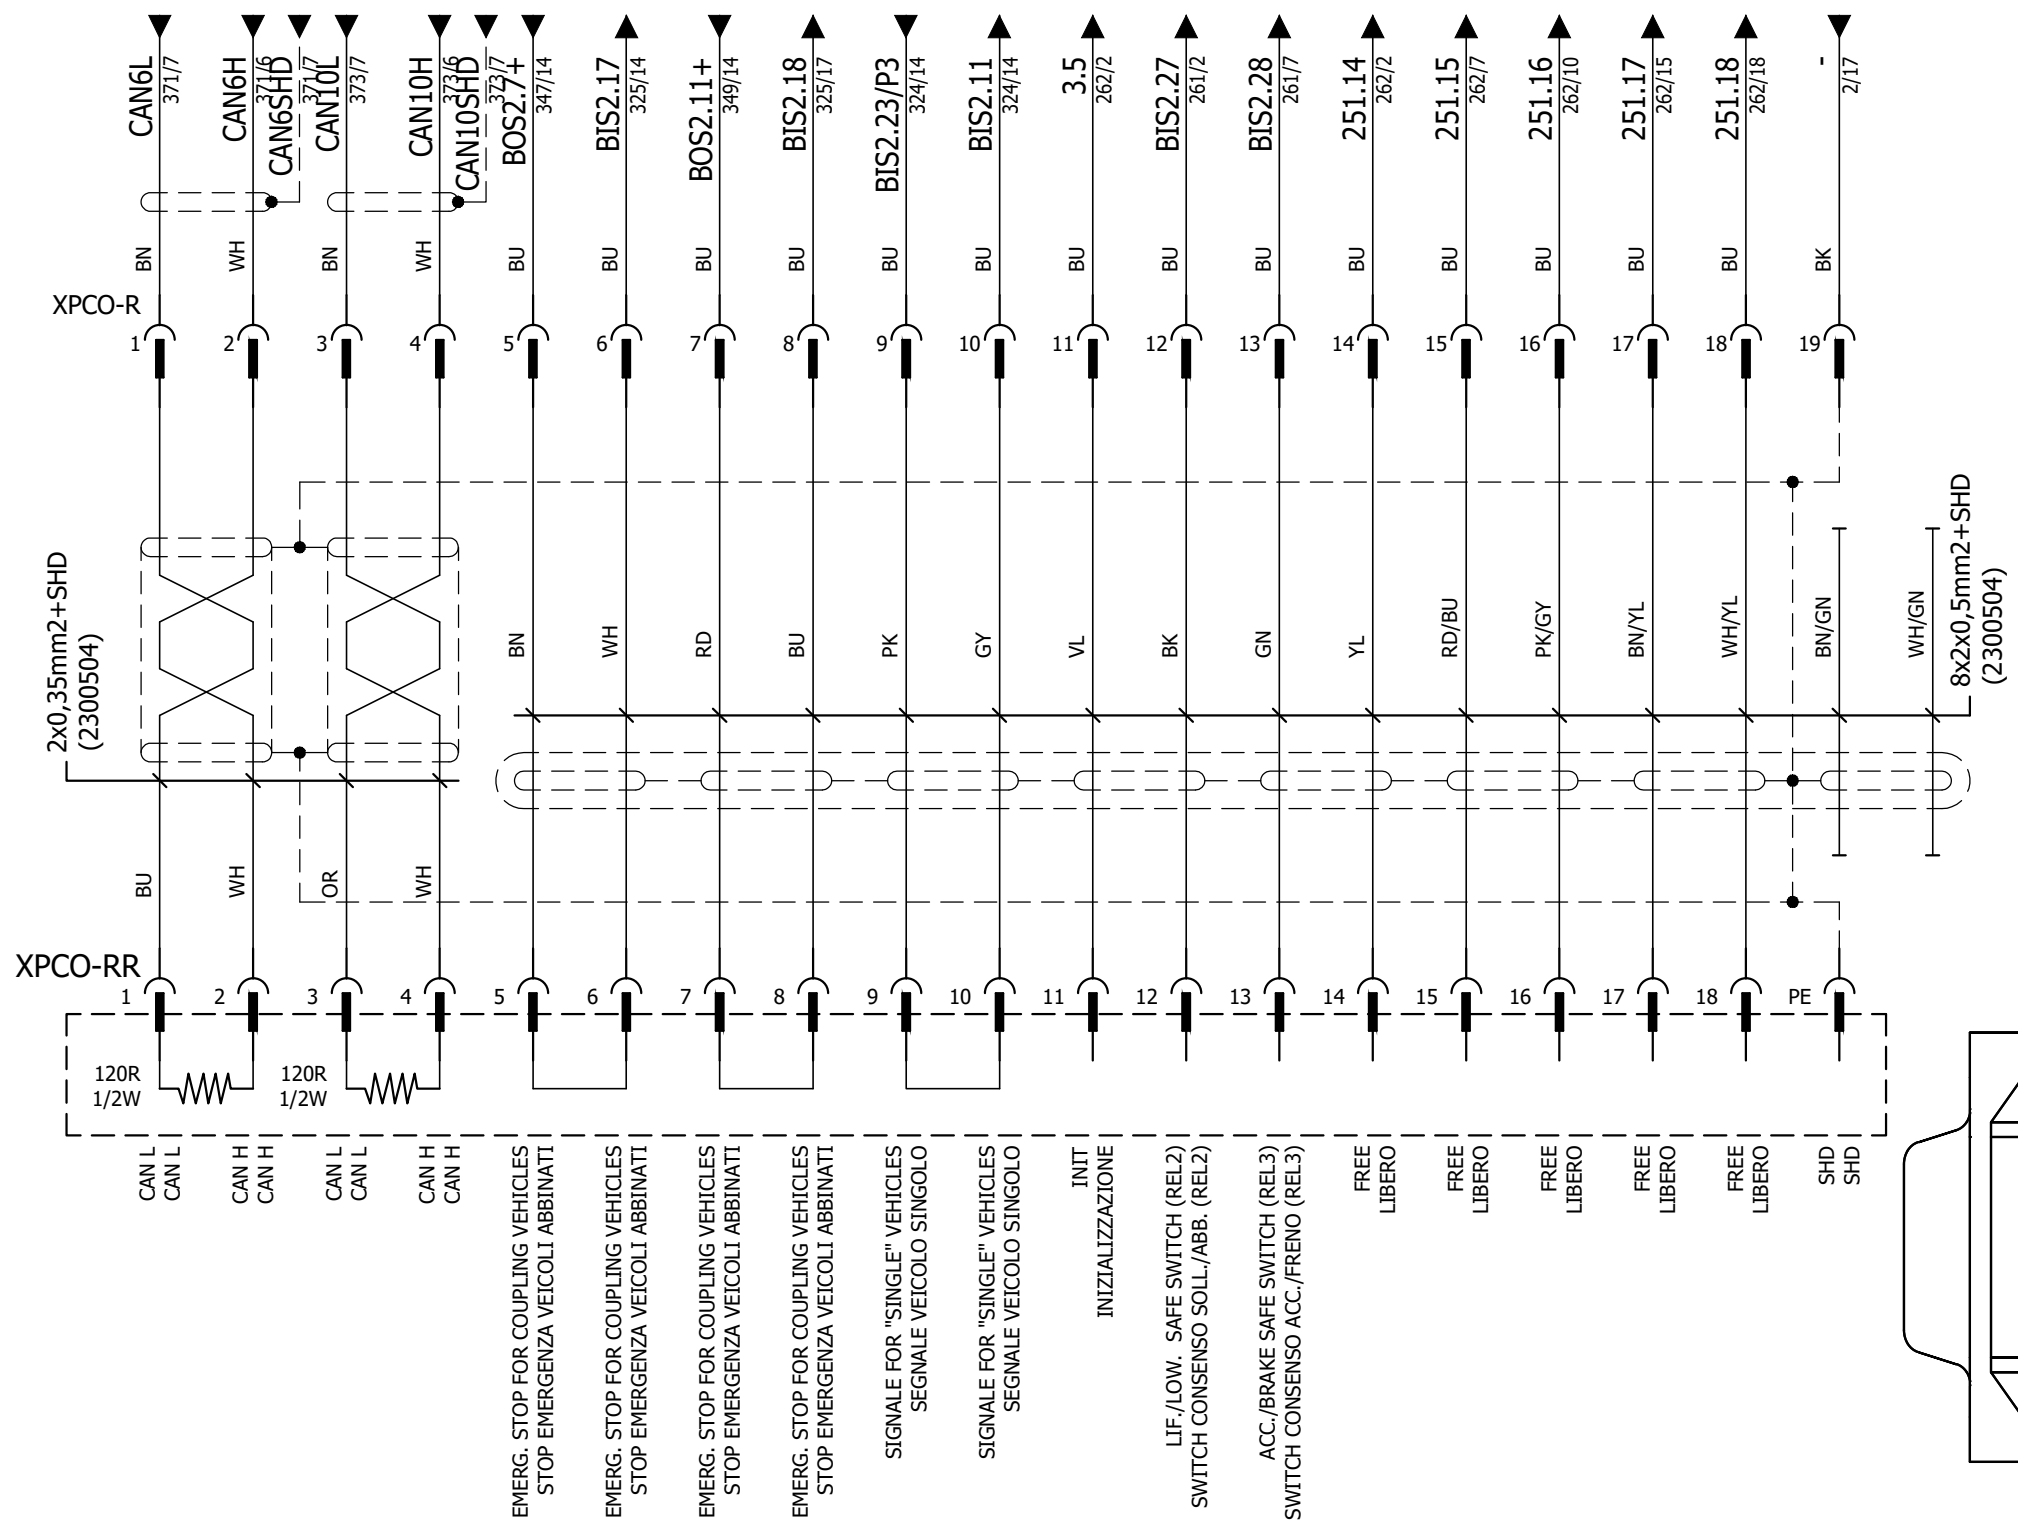 CAN6L
371/7
CAN6H
371/6
CAN6SHD
371/7
CAN10L
373/7
CAN10H
373/6
CAN10SHD
373/7
BOS2.7+
347/14
BIS2.17
325/14
BOS2.11+
349/14
BIS2.18
325/17
BIS2.23/P3
324/14
BIS2.11
324/14
3.5
262/2
BIS2.27
261/2
BIS2.28
261/7
251.14
262/2
251.15
262/7
251.16
262/10
251.17
262/15
251.18
262/18
-
2/17
BN
WH
BN
WH
BU
BU
BU
BU
BU
BU
BU
BU
BU
BU
BU
BU
BU
BU
BK
XPCO-R
1
2
3
4
5
6
7
8
9
10
11
12
13
14
15
16
17
18
19
2x0,35mm2+SHD
(2300504)
BN
WH
RD
BU
PK
GY
VL
BK
GN
YL
RD/BU
PK/GY
BN/YL
WH/YL
BN/GN
WH/GN
8x2x0,5mm2+SHD
(2300504)
BU
WH
OR
WH
XPCO-RR
1
2
3
4
5
6
7
8
9
10
11
12
13
14
15
16
17
18
PE
120R
1/2W
120R
1/2W
CAN L
CAN L
CAN H
CAN H
CAN L
CAN L
CAN H
CAN H
EMERG. STOP FOR COUPLING VEHICLES
STOP EMERGENZA VEICOLI ABBINATI
EMERG. STOP FOR COUPLING VEHICLES
STOP EMERGENZA VEICOLI ABBINATI
EMERG. STOP FOR COUPLING VEHICLES
STOP EMERGENZA VEICOLI ABBINATI
EMERG. STOP FOR COUPLING VEHICLES
STOP EMERGENZA VEICOLI ABBINATI
SIGNALE FOR "SINGLE" VEHICLES
SEGNALE VEICOLO SINGOLO
SIGNALE FOR "SINGLE" VEHICLES
SEGNALE VEICOLO SINGOLO
INIT
INIZIALIZZAZIONE
LIF./LOW. SAFE SWITCH (REL2)
SWITCH CONSENSO SOLL./ABB. (REL2)
ACC./BRAKE SAFE SWITCH (REL3)
SWITCH CONSENSO ACC./FRENO (REL3)
FREE
LIBERO
FREE
LIBERO
FREE
LIBERO
FREE
LIBERO
FREE
LIBERO
SHD
SHD